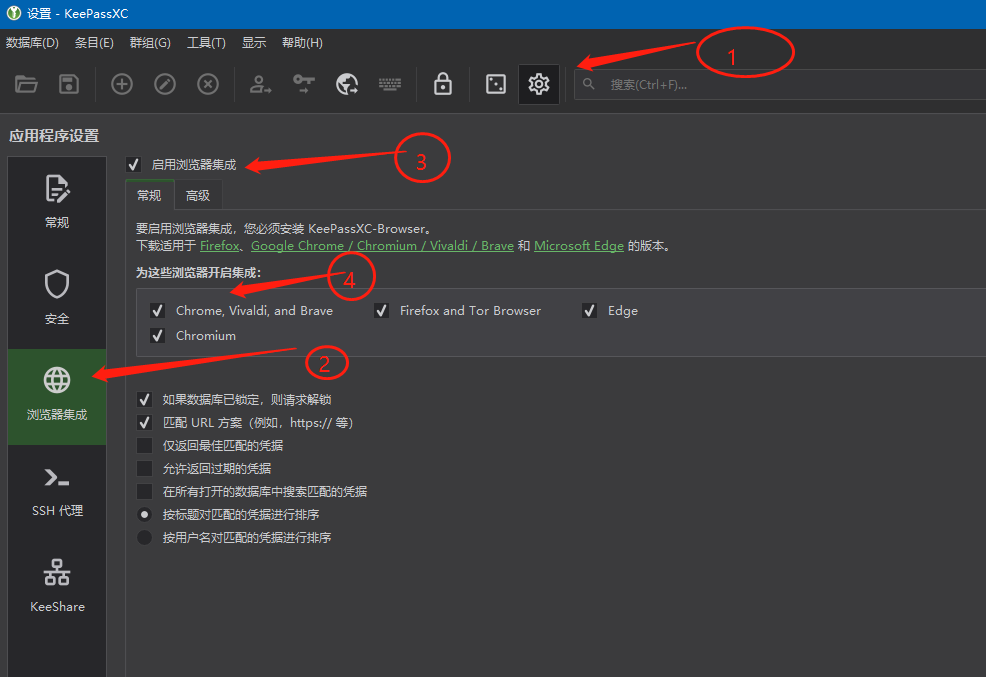 设置 - KeePassXC
数据库(D) 条目(E) 群组(G) 工具(T) 显示 帮助(H)
1
搜索(Ctrl+F)...
应用程序设置
启用浏览器集成
3
常规 高级
常规
要启用浏览器集成，您必须安装 KeePassXC-Browser。
下载适用于 Firefox、Google Chrome / Chromium / Vivaldi / Brave 和 Microsoft Edge 的版本。
为这些浏览器开启集成：
4
Chrome, Vivaldi, and Brave Firefox and Tor Browser Edge
安全
Chromium
2
浏览器集成
如果数据库已锁定，则请求解锁
匹配 URL 方案（例如，https:// 等）
仅返回最佳匹配的凭据
允许返回过期的凭据
在所有打开的数据库中搜索匹配的凭据
SSH 代理
按标题对匹配的凭据进行排序
按用户名对匹配的凭据进行排序
KeeShare